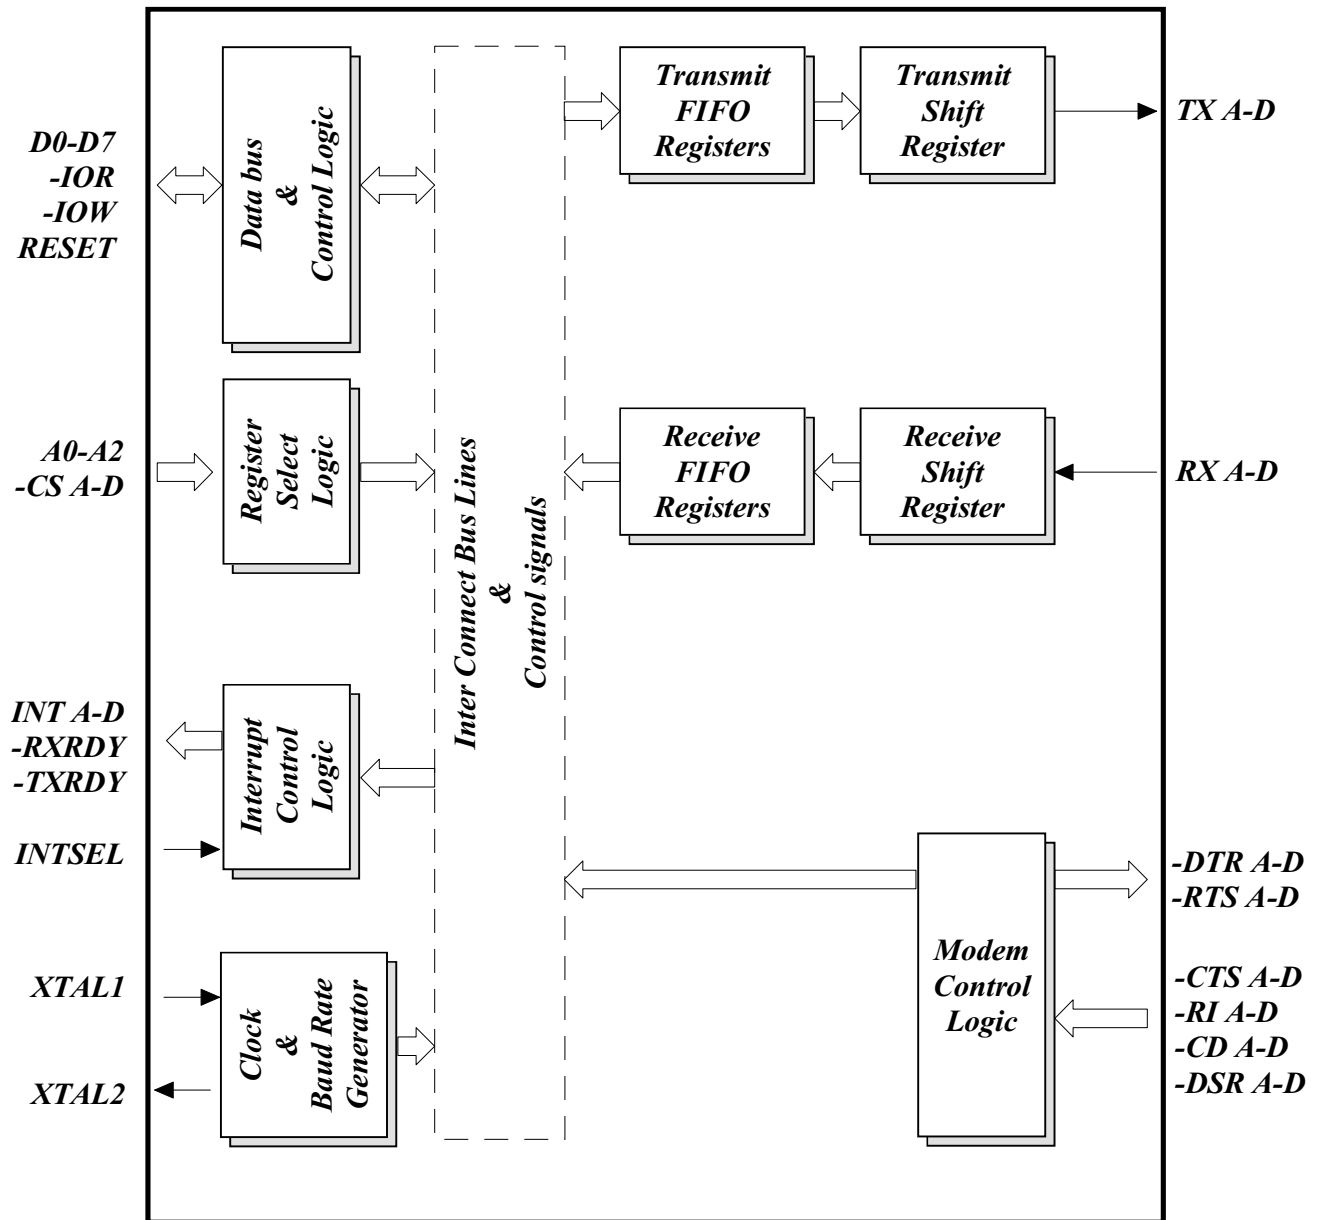 D0-D7
-IOR
-IOW
RESET
Data bus
&
Control Logic
A0-A2
-CS A-D
Register
Select
Logic
INT A-D
-RXRDY
-TXRDY
INTSEL
Interrupt
Control
Logic
XTAL1
XTAL2
Clock
&
Baud Rate
Generator
Inter Connect Bus Lines
&
Control signals
Transmit
FIFO
Registers
Transmit
Shift
Register
TX A-D
Receive
FIFO
Registers
Receive
Shift
Register
RX A-D
Modem
Control
Logic
-DTR A-D
-RTS A-D
-CTS A-D
-RI A-D
-CD A-D
-DSR A-D